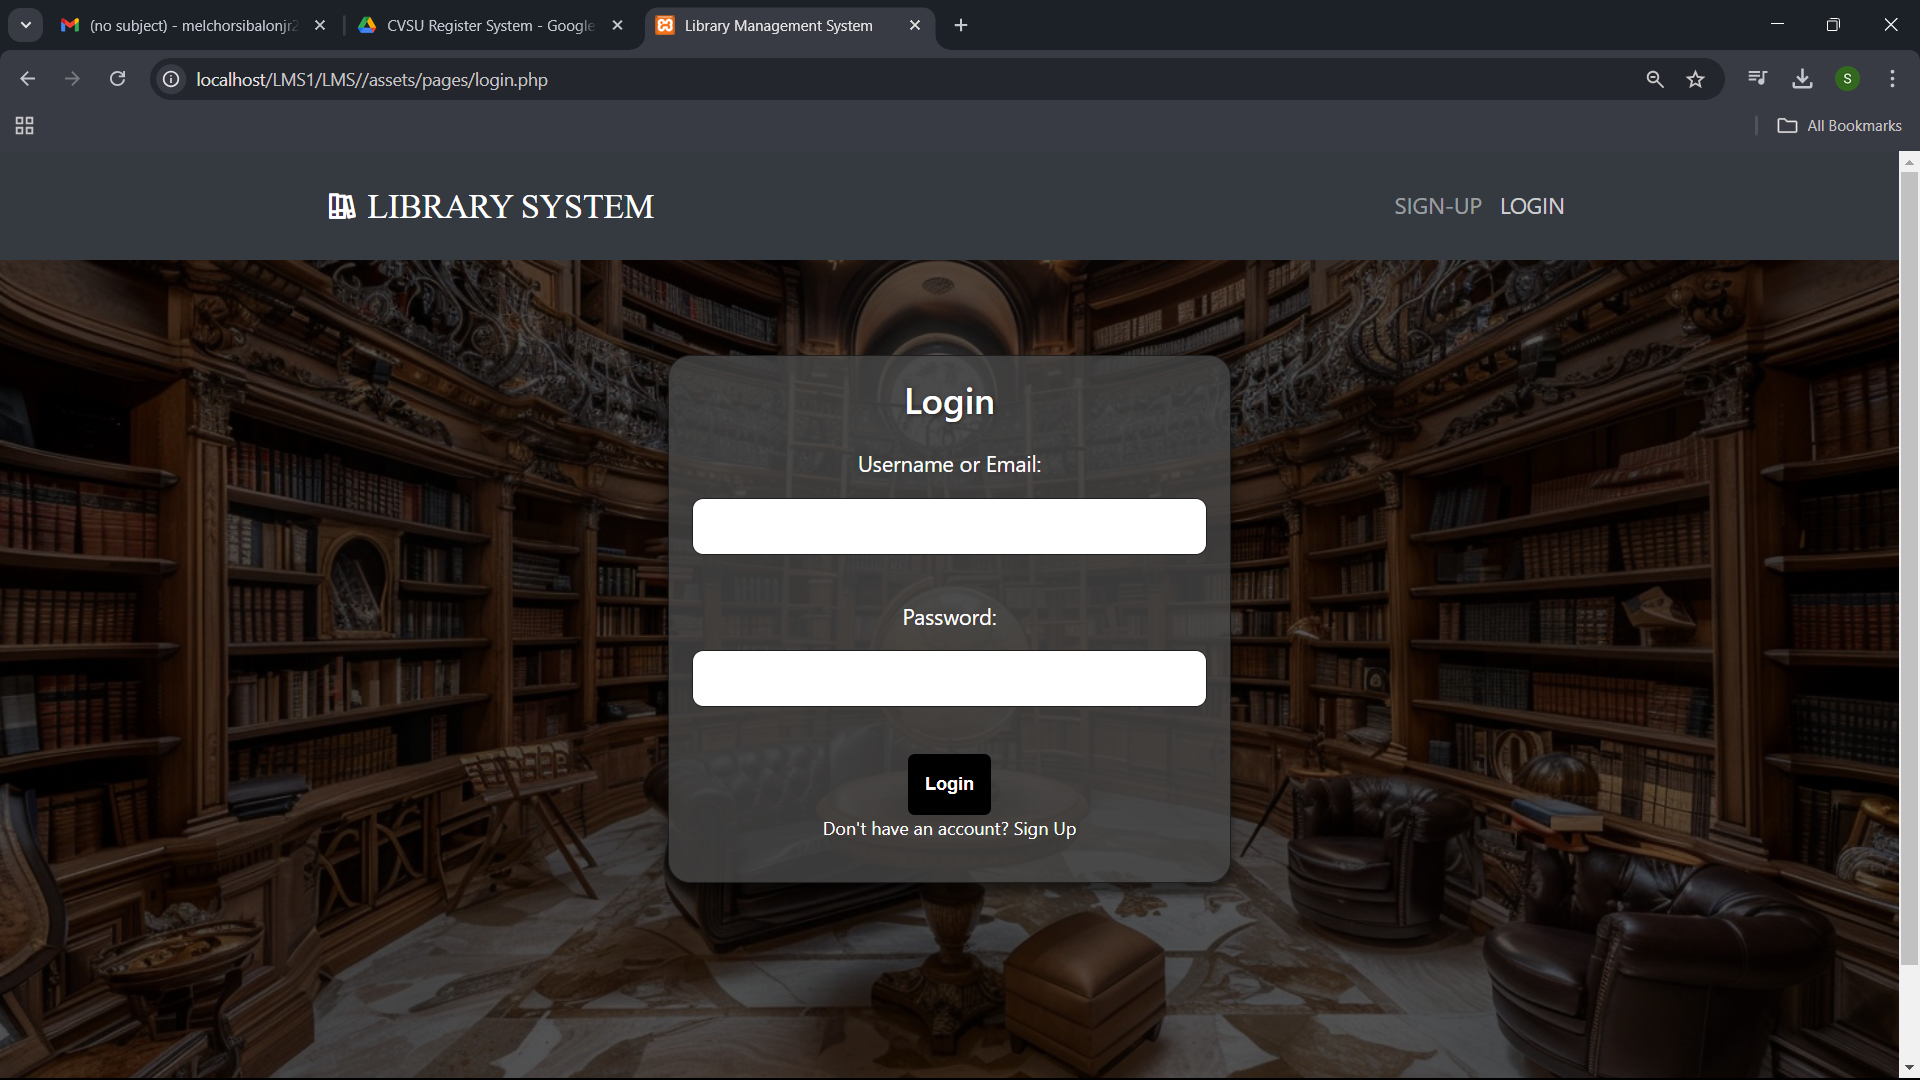 (no subject) - melchorsibalonjr2
CVSU Register System - Google
Library Management System
localhost/LMS1/LMS//assets/pages/login.php
S
All Bookmarks
LIBRARY SYSTEM
SIGN-UP LOGIN
Login
Username or Email:
Password:
Login
Don't have an account? Sign Up